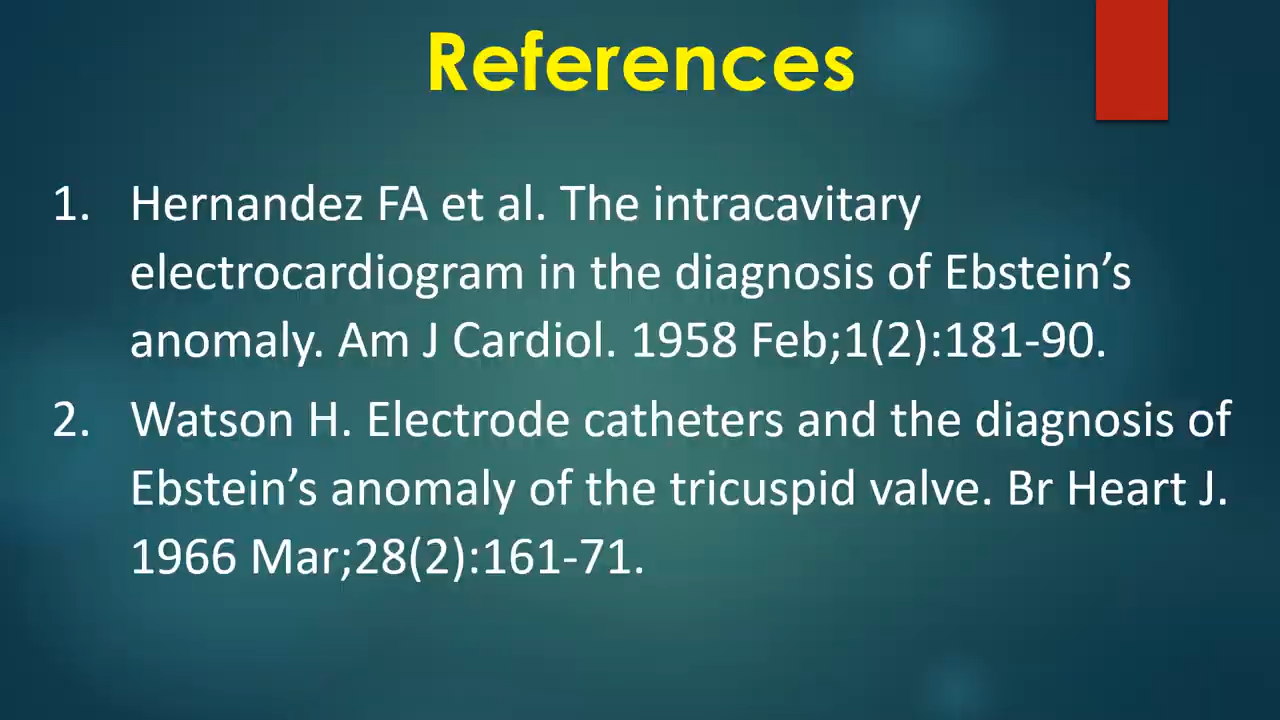 References
1. Hernandez FA et al. The intracavitary
electrocardiogram in the diagnosis of Ebstein’s
anomaly. Am J Cardiol. 1958 Feb;1(2):181-90.
2. Watson H. Electrode catheters and the diagnosis of
Ebstein’s anomaly of the tricuspid valve. Br Heart J.
1966 Mar;28(2):161-71.